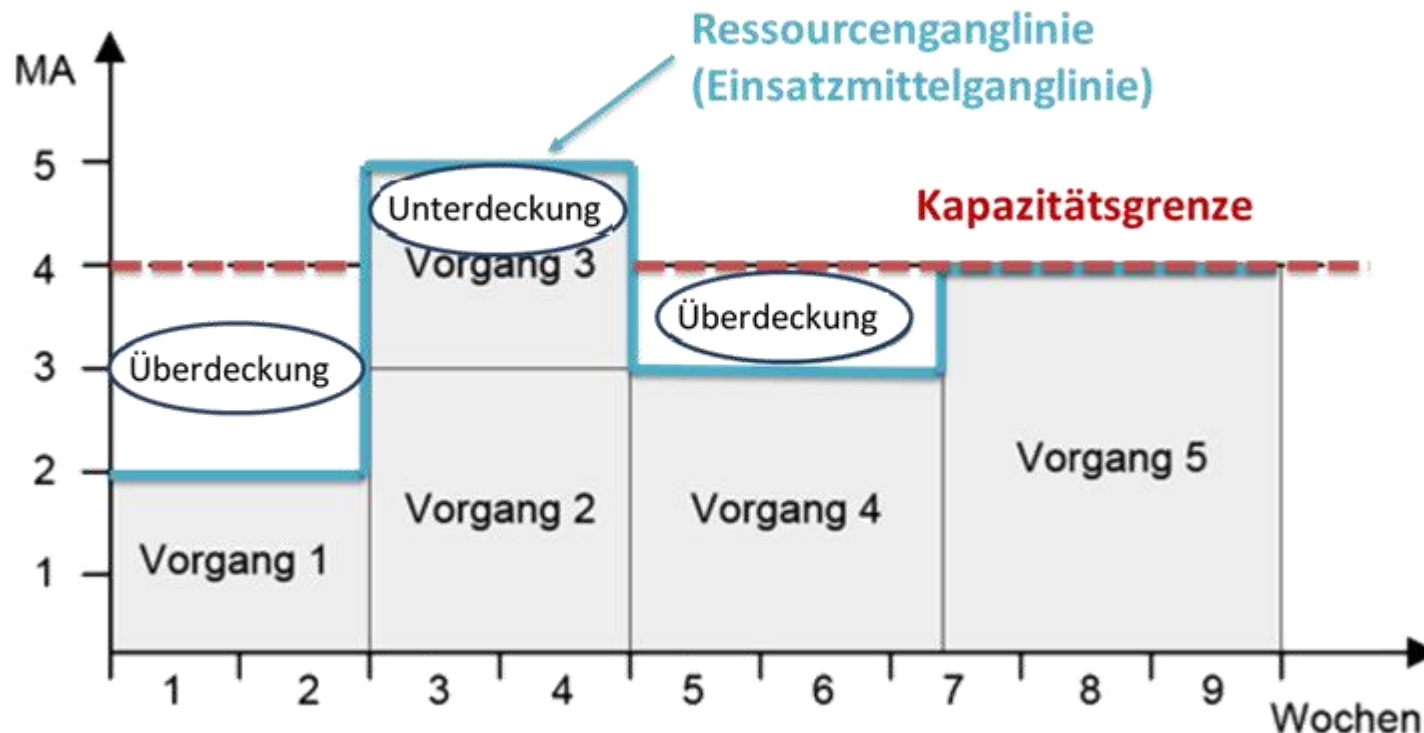 Ressourcenganglinie
(Einsatzmittelganglinie)
MA
5
Unterdeckung
Kapazitätsgrenze
4
Vorgang 3
Überdeckung
3
Überdeckung
2
Vorgang 5
Vorgang 2
Vorgang 4
1
Vorgang 1
1 2 3 4 5 6 7 8 9
Wochen